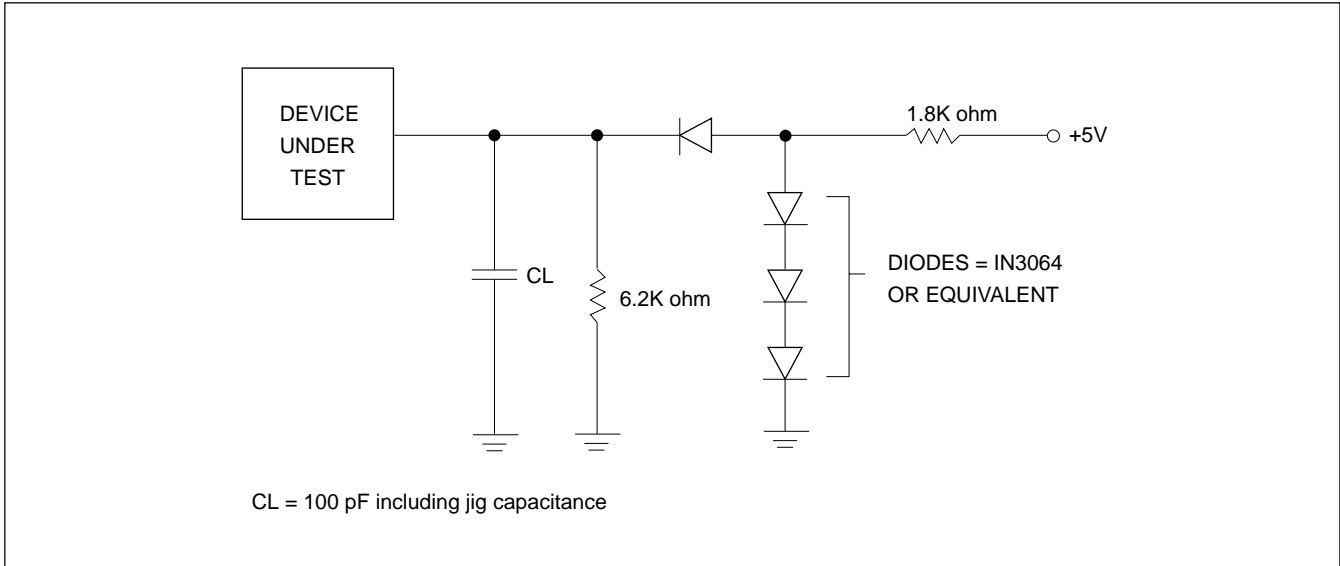 DEVICE
UNDER
TEST
1.8K ohm
+5V
CL
6.2K ohm
DIODES = IN3064
OR EQUIVALENT
CL = 100 pF including jig capacitance